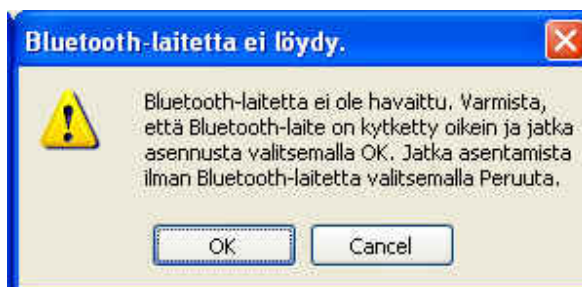 Bluetooth-laitetta ei löydy.
Bluetooth-laitetta ei ole havaittu. Varmista,
että Bluetooth-laite on kytketty oikein ja jatka
asennusta valitsemalla OK. Jatka asentamista
ilman Bluetooth-laitetta valitsemalla Peruuta.
OK
Cancel